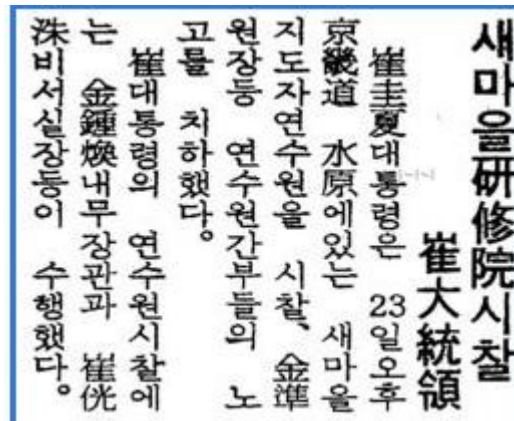 새마을研修院시찰
崔大統領
崔圭夏대통령은 23일오후
京畿道 水原에있는 새마을
지도자연수원을 시찰、金準
원장등 연수원간부들의 노
고를 치하했다。
崔대통령의 연수원시찰에
는 金鍾煥내무장관과 崔侊
洙비서실장등이 수행했다。